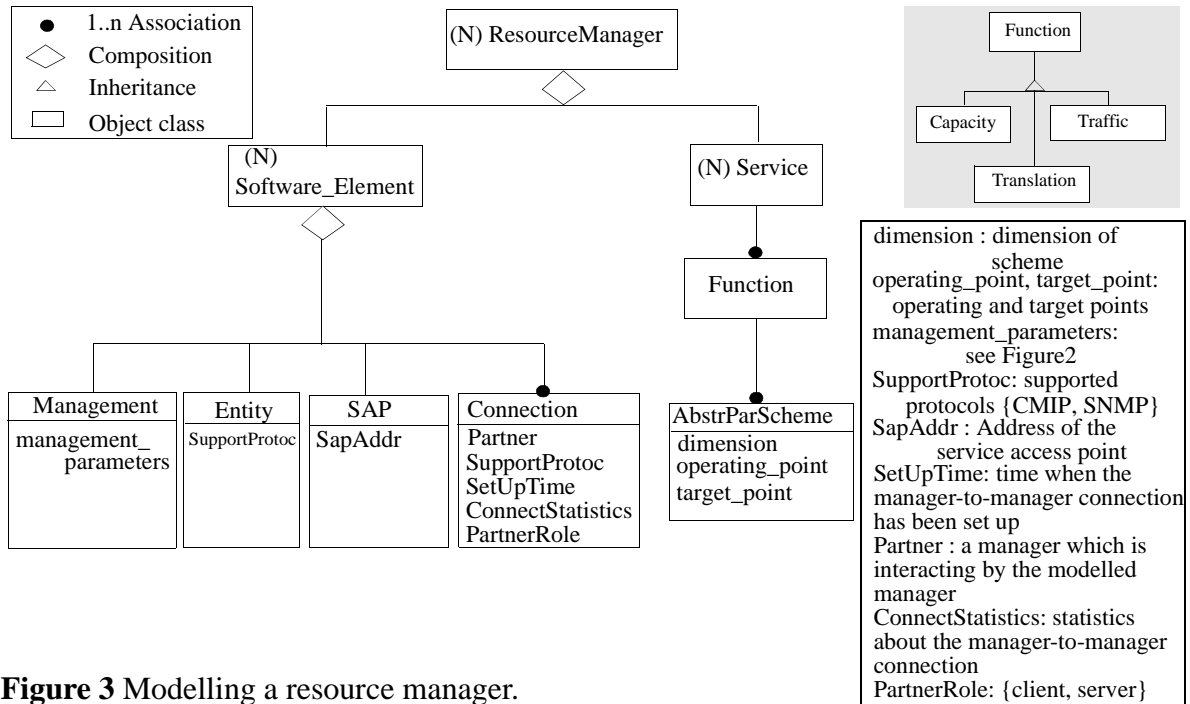 1..n Association
Composition
Inheritance
Object class
(N) ResourceManager
(N)
Software_Element
(N) Service
Function
Management
management_
parameters
Entity
SupportProtoc
SAP
SapAddr
Connection
Partner
SupportProtoc
SetUpTime
ConnectStatistics
PartnerRole
AbstrParScheme
dimension
operating_point
target_point
Function
Capacity
Traffic
Translation
dimension : dimension of
scheme
operating_point, target_point:
operating and target points
management_parameters:
see Figure2
SupportProtoc: supported
protocols {CMIP, SNMP}
SapAddr : Address of the
service access point
SetUpTime: time when the
manager-to-manager connection
has been set up
Partner : a manager which is
interacting by the modelled
manager
ConnectStatistics: statistics
about the manager-to-manager
connection
PartnerRole: {client, server}
Figure 3 Modelling a resource manager.